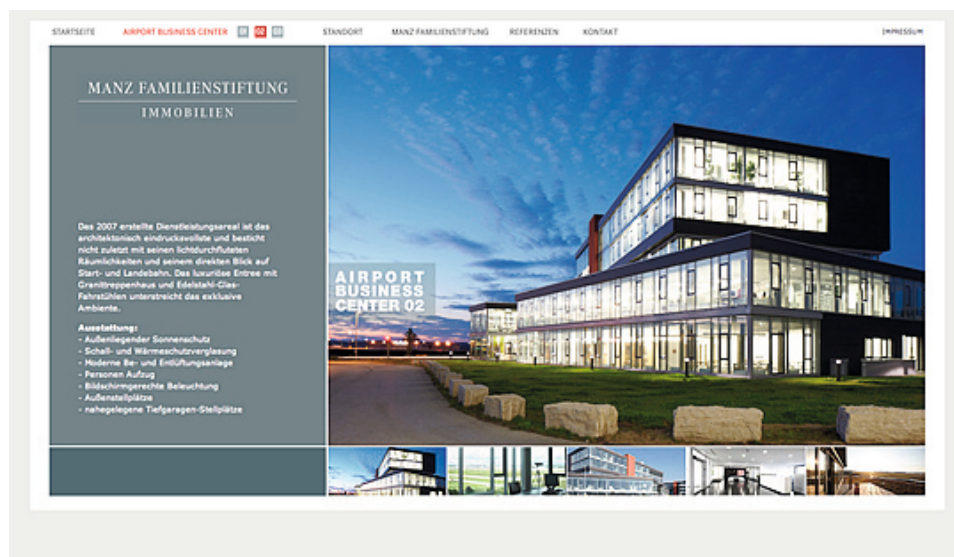 STARTSEITE AIRPORT BUSINESS CENTER 01 02 03 STANDORT MANZ FAMILIENSTIFTUNG REFERENZEN KONTAKT IMPRESSUM
MANZ FAMILIENSTIFTUNG
IMMOBILIEN
Das 2007 erstellte Dienstleistungsareal ist das
architektonisch eindrucksvollste und besticht
nicht zuletzt mit seinen lichtdurchfluteten
Räumlichkeiten und seinem direkten Blick auf
Start- und Landebahn. Das luxuriöse Entree mit
Granittreppenhaus und Edelstahl-Glas-
Fahrstühlen unterstreicht das exklusive
Ambiente.
Ausstattung:
- Außenliegender Sonnenschutz
- Schall- und Wärmeschutzverglasung
- Moderne Be- und Entlüftungsanlage
- Personen Aufzug
- Bildschirmgerechte Beleuchtung
- Außenstellplätze
- nahegelegene Tiefgaragen-Stellplätze
AIRPORT
BUSINESS
CENTER 02